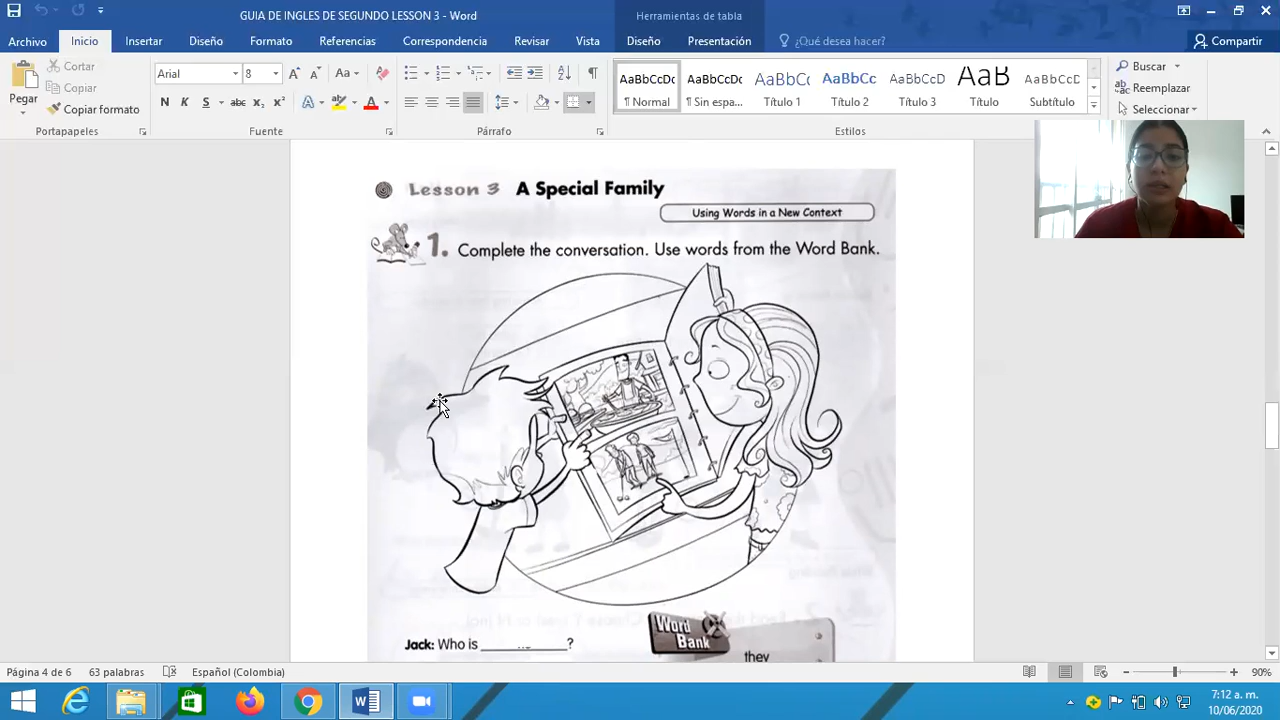 GUIA DE INGLES DE SEGUNDO LESSON 3 - Word
Herramientas de tabla
Archivo Inicio Insertar Diseño Formato Referencias Correspondencia Revisar Vista Diseño Presentación ¿Qué desea hacer? Compartir
Pegar
Cortar
Copiar
Copiar formato
Portapapeles
Arial 8
Aa
N K S abc x₂ x²
A A
Fuente
Párrafo
AaBbCcDc AaBbCcDc AaBbCc AaBbCc AaBbCcD AaB AaBbCcD
¶ Normal ¶ Sin espa... Título 1 Título 2 Título 3 Título Subtítulo
Estilos
Buscar
Reemplazar
Seleccionar
Lesson 3 A Special Family
Using Words in a New Context
1. Complete the conversation. Use words from the Word Bank.
Jack: Who is ____________?
Word
Bank
they
Página 4 de 6 63 palabras Español (Colombia) 90%
7:12 a. m.
10/06/2020